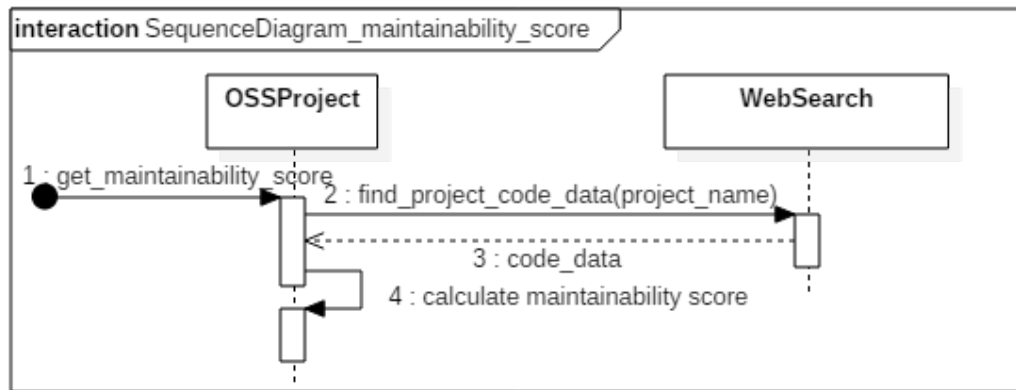 interaction SequenceDiagram_maintainability_score
OSSProject
WebSearch
1 : get_maintainability_score
2 : find_project_code_data(project_name)
3 : code_data
4 : calculate maintainability score